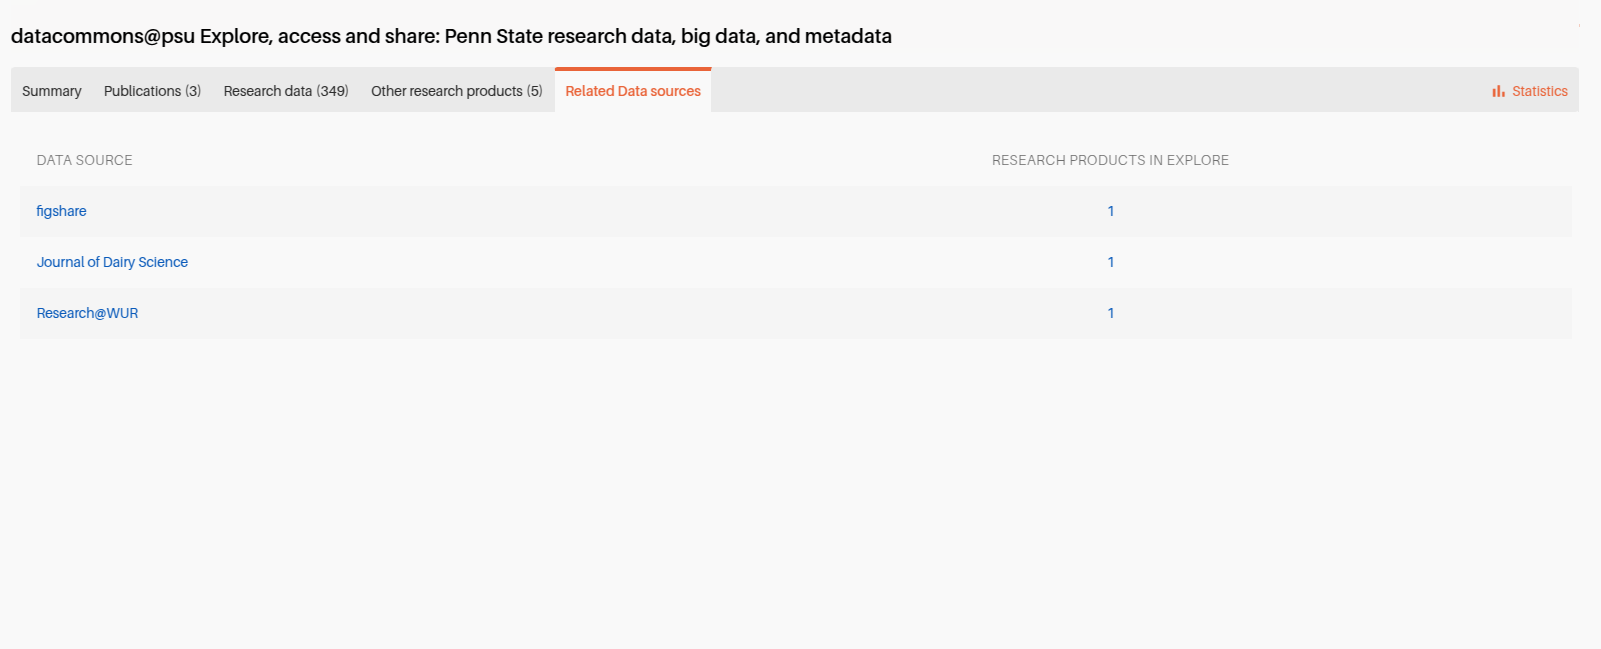 datacommons@psu Explore, access and share: Penn State research data, big data, and metadata
Summary Publications (3) Research data (349) Other research products (5) Related Data sources Statistics
DATA SOURCE RESEARCH PRODUCTS IN EXPLORE
figshare 1
Journal of Dairy Science 1
Research@WUR 1